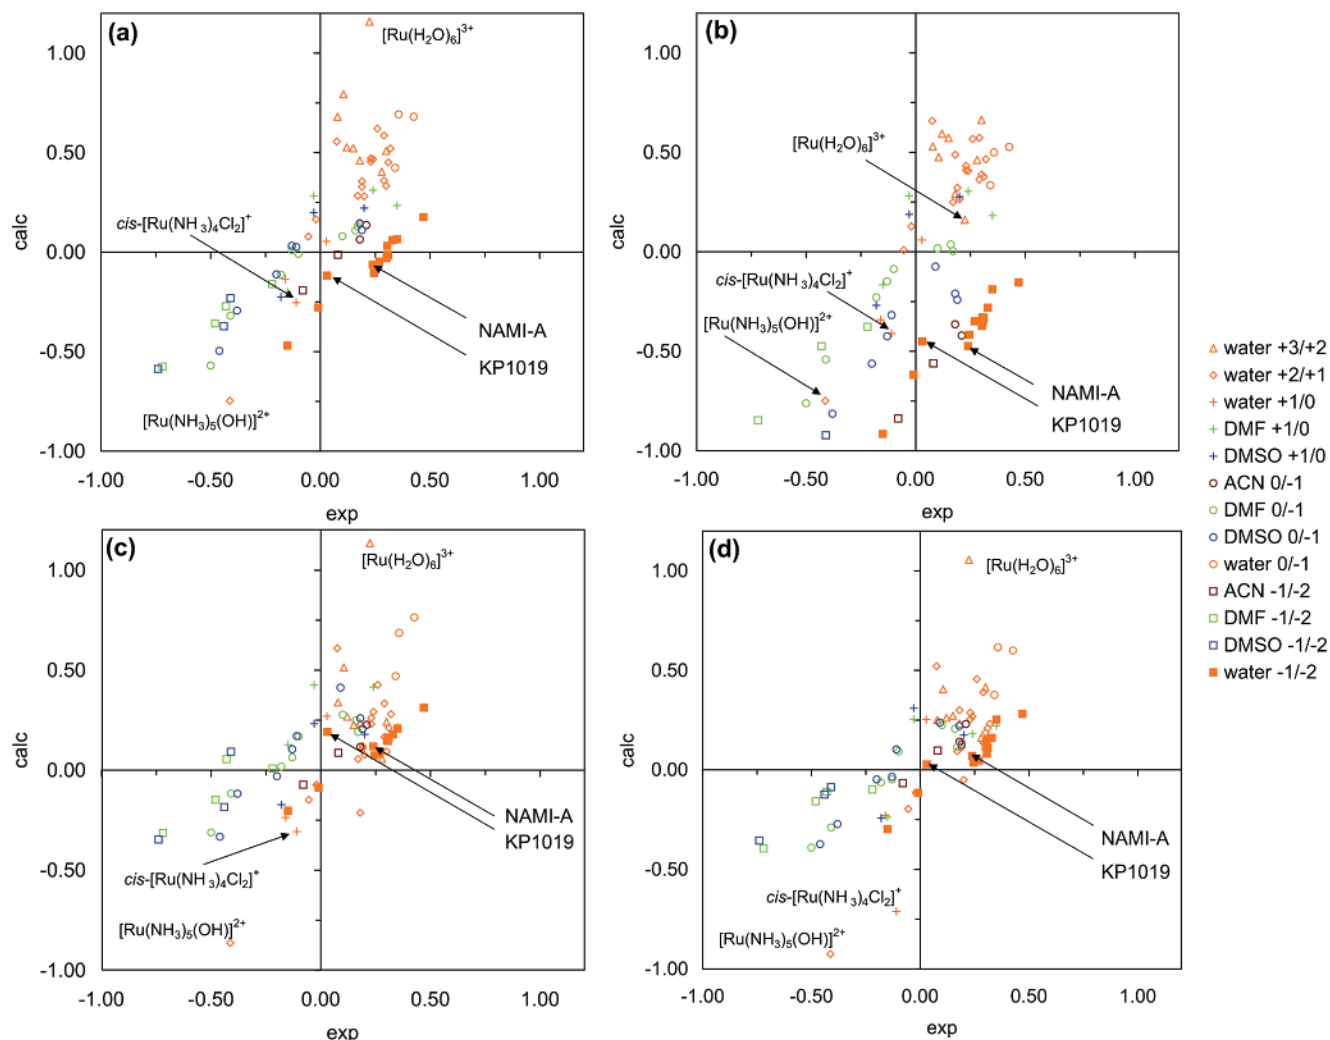 (a)
1.00
[Ru(H₂O)₆]³⁺
0.50
cis-[Ru(NH₃)₄Cl₂]⁺
calc
0.00
NAMI-A
-0.50
KP1019
[Ru(NH₃)₅(OH)]²⁺
-1.00
-1.00 -0.50 0.00 0.50 1.00
exp
(b)
1.00
[Ru(H₂O)₆]³⁺
0.50
calc
0.00
cis-[Ru(NH₃)₄Cl₂]⁺
[Ru(NH₃)₅(OH)]²⁺
-0.50
NAMI-A
KP1019
-1.00
-1.00 -0.50 0.00 0.50 1.00
exp
(c)
1.00
[Ru(H₂O)₆]³⁺
0.50
calc
0.00
NAMI-A
KP1019
-0.50
cis-[Ru(NH₃)₄Cl₂]⁺
[Ru(NH₃)₅(OH)]²⁺
-1.00
-1.00 -0.50 0.00 0.50 1.00
exp
(d)
1.00
[Ru(H₂O)₆]³⁺
0.50
calc
0.00
NAMI-A
KP1019
-0.50
cis-[Ru(NH₃)₄Cl₂]⁺
[Ru(NH₃)₅(OH)]²⁺
-1.00
-1.00 -0.50 0.00 0.50 1.00
exp
water +3/+2
water +2/+1
water +1/0
DMF +1/0
DMSO +1/0
ACN 0/-1
DMF 0/-1
DMSO 0/-1
water 0/-1
ACN -1/-2
DMF -1/-2
DMSO -1/-2
water -1/-2